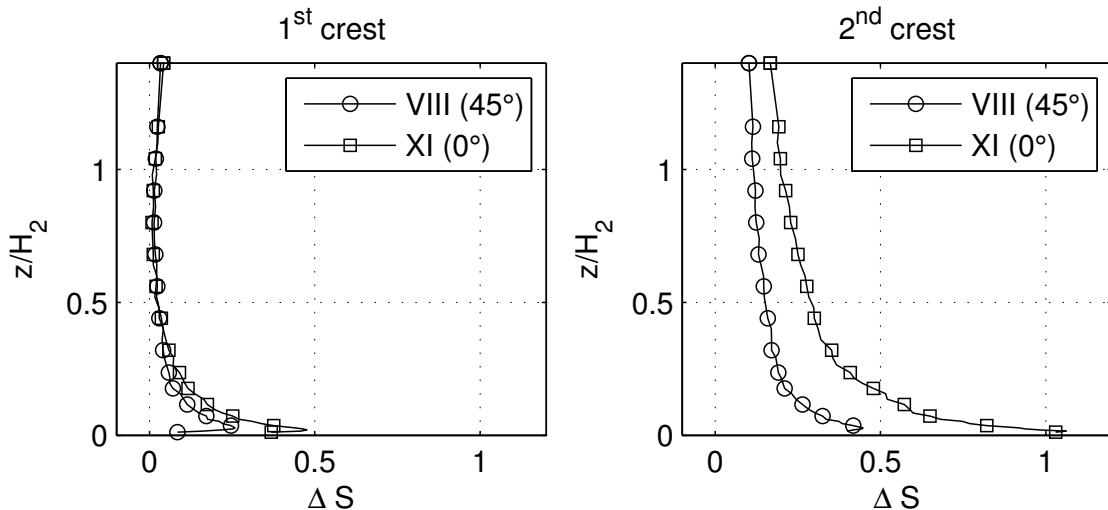 1st crest
VIII (45°)
XI (0°)
z/H2
1
0.5
0
0
0.5
1
Δ S
2nd crest
VIII (45°)
XI (0°)
z/H2
1
0.5
0
0
0.5
1
Δ S